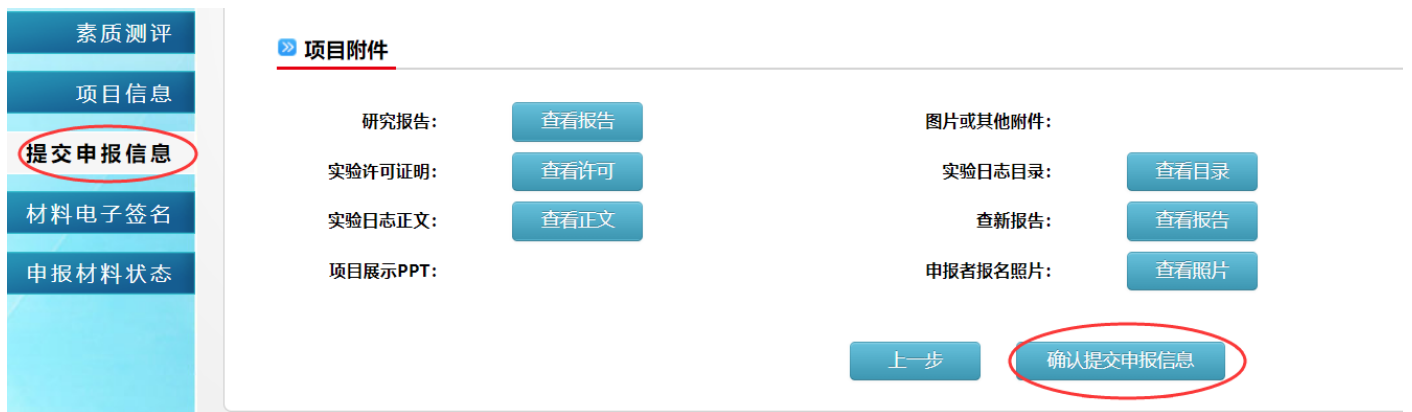 素质测评
项目信息
提交申报信息
材料电子签名
申报材料状态
项目附件
研究报告： 查看报告 图片或其他附件：
实验许可证明： 查看许可 实验日志目录： 查看目录
实验日志正文： 查看正文 查新报告： 查看报告
项目展示PPT： 申报者报名照片： 查看照片
上一步 确认提交申报信息